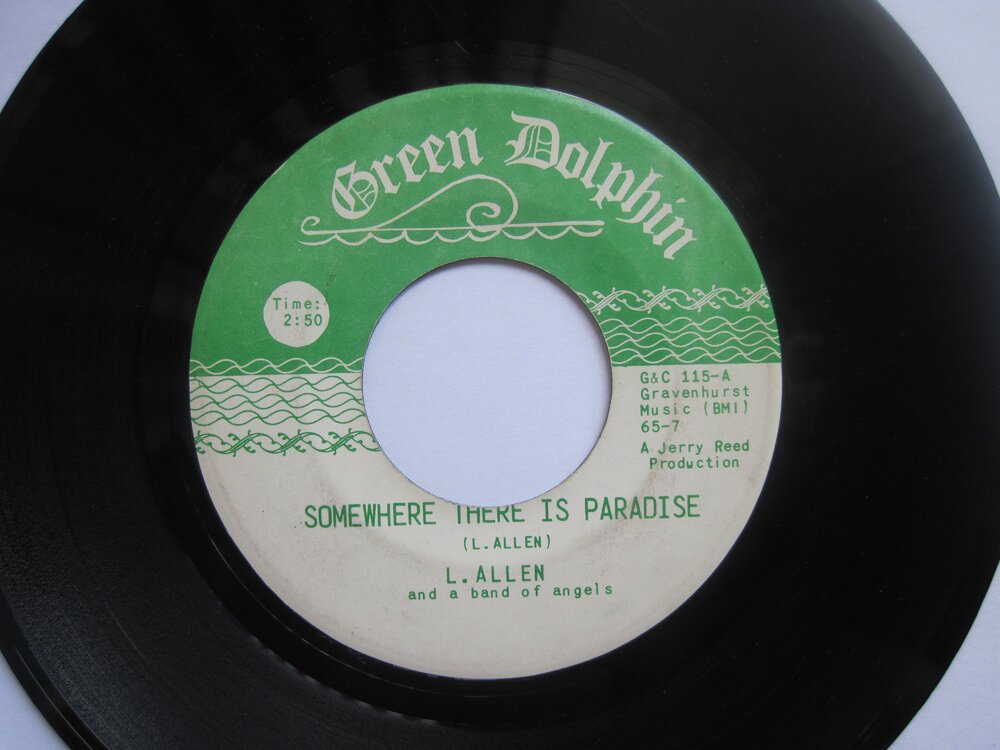 Green Dolphin
Time:
2:50
G&C 115-A
Gravenhurst
Music (BMI)
65-7
A Jerry Reed
Production
SOMEWHERE THERE IS PARADISE
(L.ALLEN)
L.ALLEN
and a band of angels